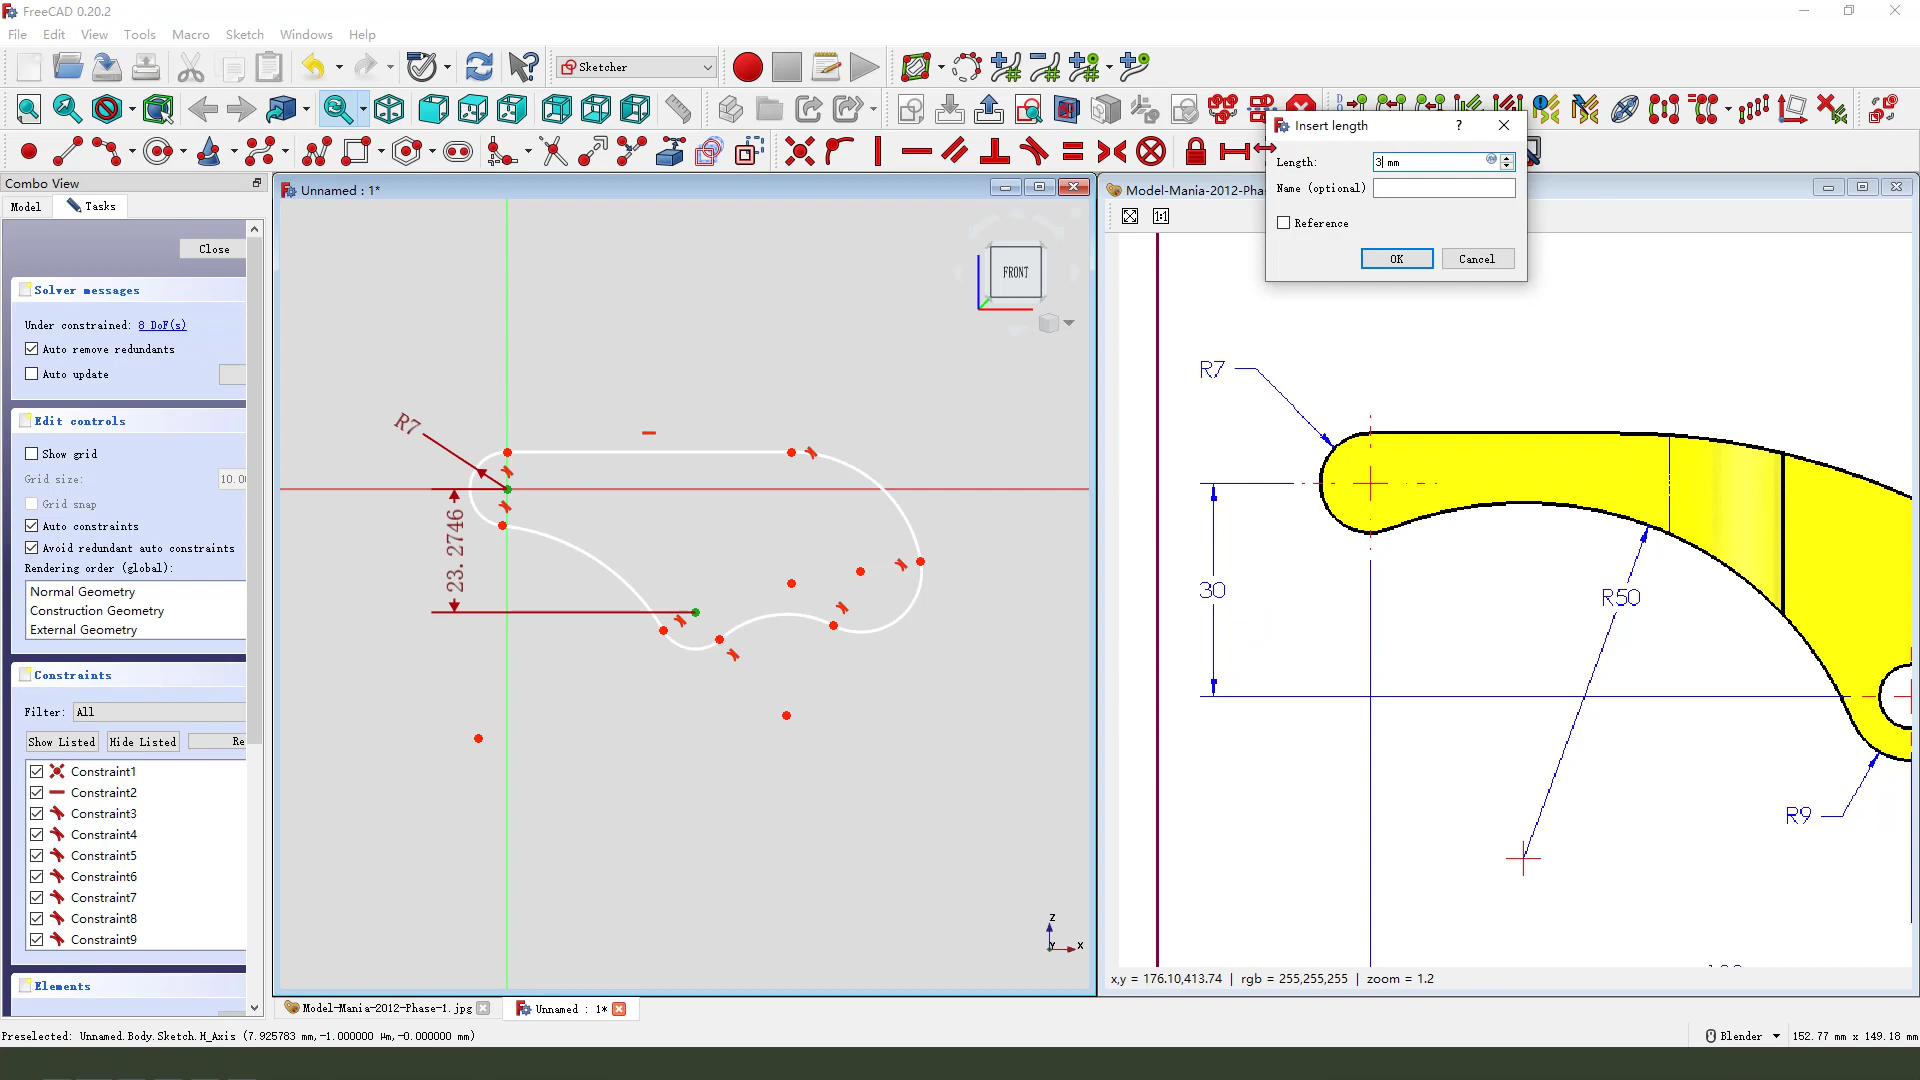 FreeCAD 0.20.2
File Edit View Tools Macro Sketch Windows Help
Sketcher
Insert length
?
Length: 3 mm
Name (optional)
Reference
OK Cancel
Combo View
Model Tasks
Close
Solver messages
Under constrained: 8 DoF(s)
Auto remove redundants
Auto update
Edit controls
Show grid
Grid size: 10.0
Grid snap
Auto constraints
Avoid redundant auto constraints
Rendering order (global):
Normal Geometry
Construction Geometry
External Geometry
Constraints
Filter: All
Show Listed Hide Listed Re
Constraint1
Constraint2
Constraint3
Constraint4
Constraint5
Constraint6
Constraint7
Constraint8
Constraint9
Elements
Unnamed : 1*
FRONT
R7
23.2746
Z
Y X
Model-Mania-2012-Phase-1.jpg
Unnamed : 1*
Model-Mania-2012-Pha
1:1
R7
30
R50
R9
x,y = 176.10,413.74 | rgb = 255,255,255 | zoom = 1.2
Preselected: Unnamed.Body.Sketch.H_Axis (7.925783 mm,-1.000000 µm,-0.000000 mm)
Blender
152.77 mm x 149.18 mm